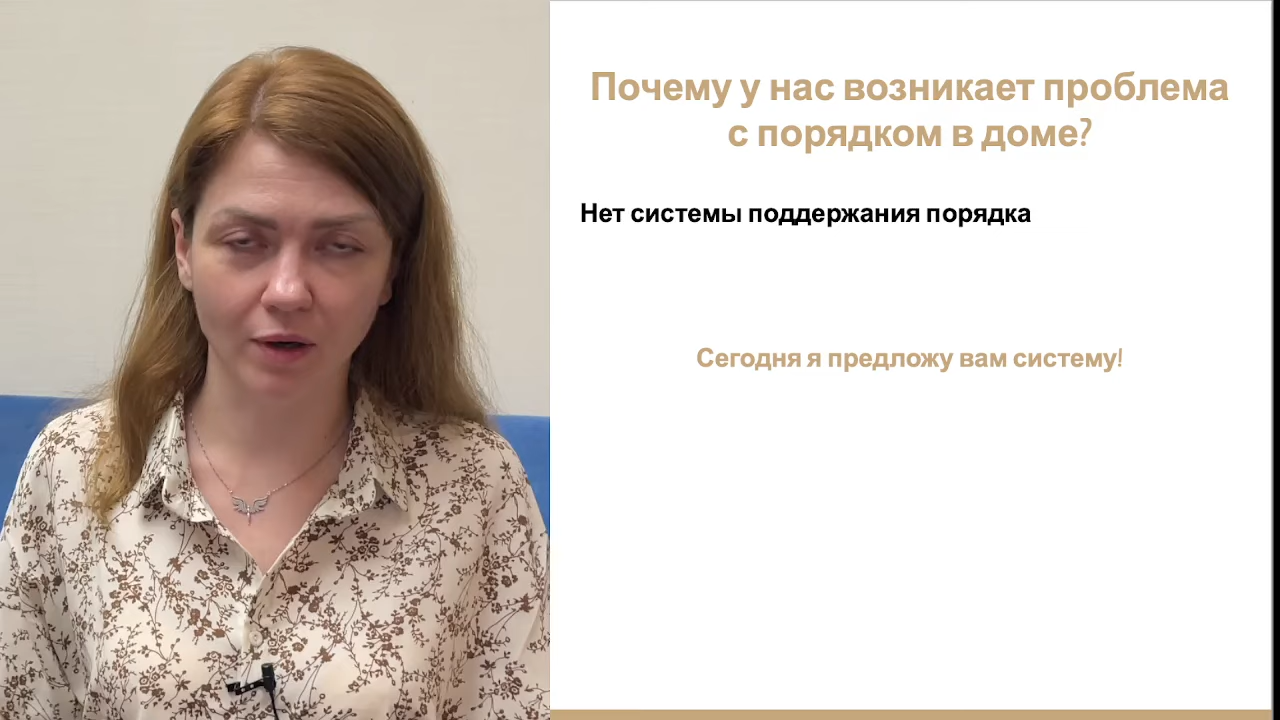 Почему у нас возникает проблема
с порядком в доме?
Нет системы поддержания порядка
Сегодня я предложу вам систему!